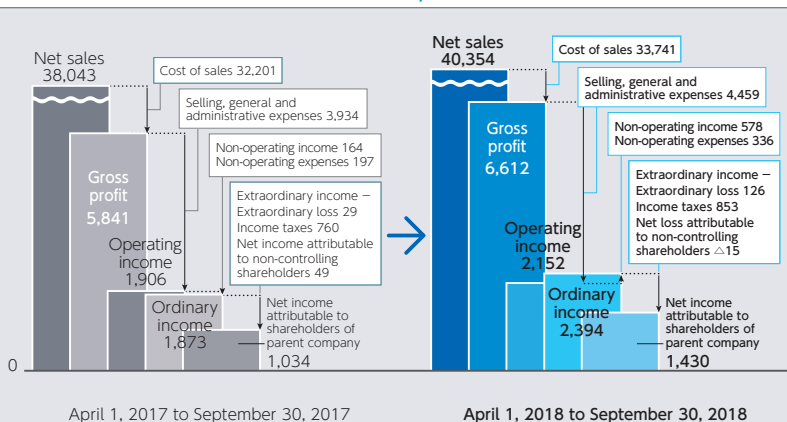 Net sales
38,043
Cost of sales 32,201
Selling, general and
administrative expenses 3,934
Non-operating income 164
Non-operating expenses 197
Extraordinary income –
Extraordinary loss 29
Income taxes 760
Net income attributable
to non-controlling
shareholders 49
Gross
profit
5,841
Operating
income
1,906
Ordinary
income
1,873
Net income
attributable to
shareholders of
parent company
1,034
0
April 1, 2017 to September 30, 2017
Net sales
40,354
Cost of sales 33,741
Selling, general and
administrative expenses 4,459
Non-operating income 578
Non-operating expenses 336
Extraordinary income –
Extraordinary loss 126
Income taxes 853
Net loss attributable
to non-controlling
shareholders △15
Gross
profit
6,612
Operating
income
2,152
Ordinary
income
2,394
Net income
attributable to
shareholders of
parent company
1,430
April 1, 2018 to September 30, 2018